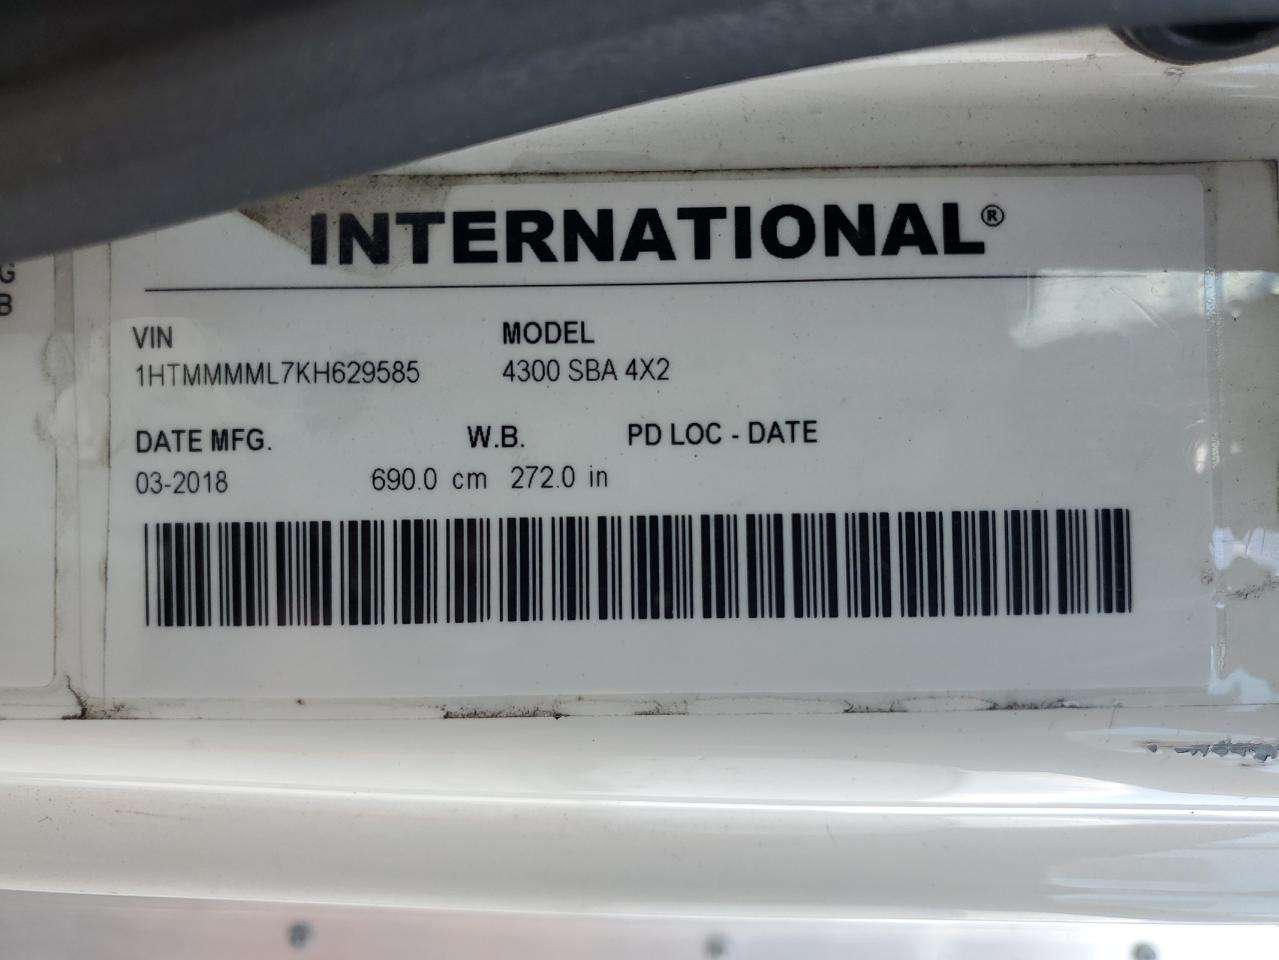 INTERNATIONAL®
G
B
VIN MODEL
1HTMMMML7KH629585 4300 SBA 4X2
DATE MFG. W.B. PD LOC - DATE
03-2018 690.0 cm 272.0 in